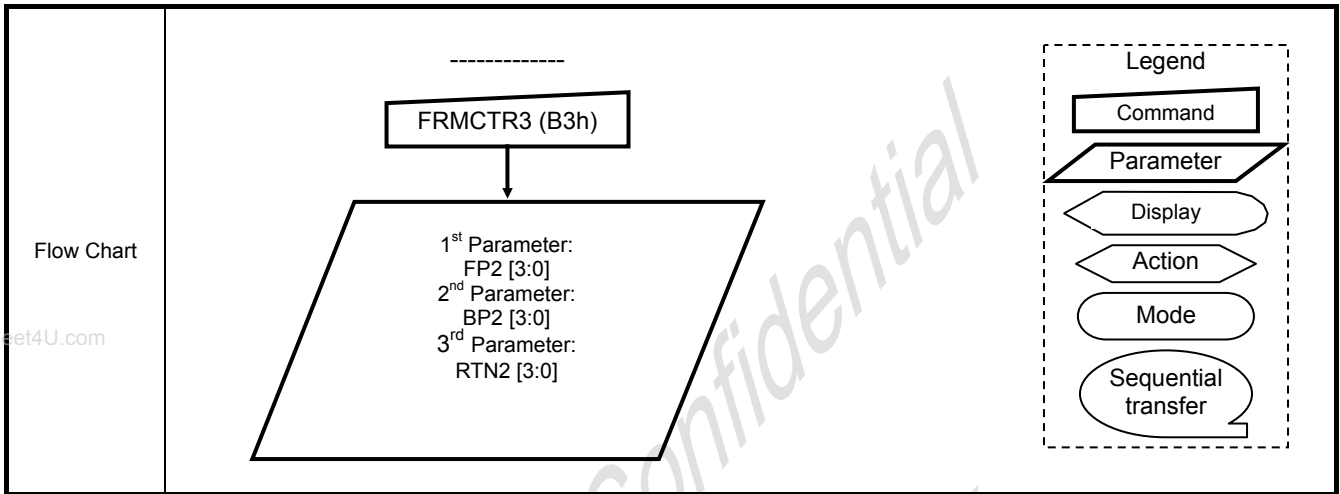 Flow Chart
-------------
FRMCTR3 (B3h)
1st Parameter:
FP2 [3:0]
2nd Parameter:
BP2 [3:0]
3rd Parameter:
RTN2 [3:0]
Legend
Command
Parameter
Display
Action
Mode
Sequential
transfer
Confidential
eet4U.com